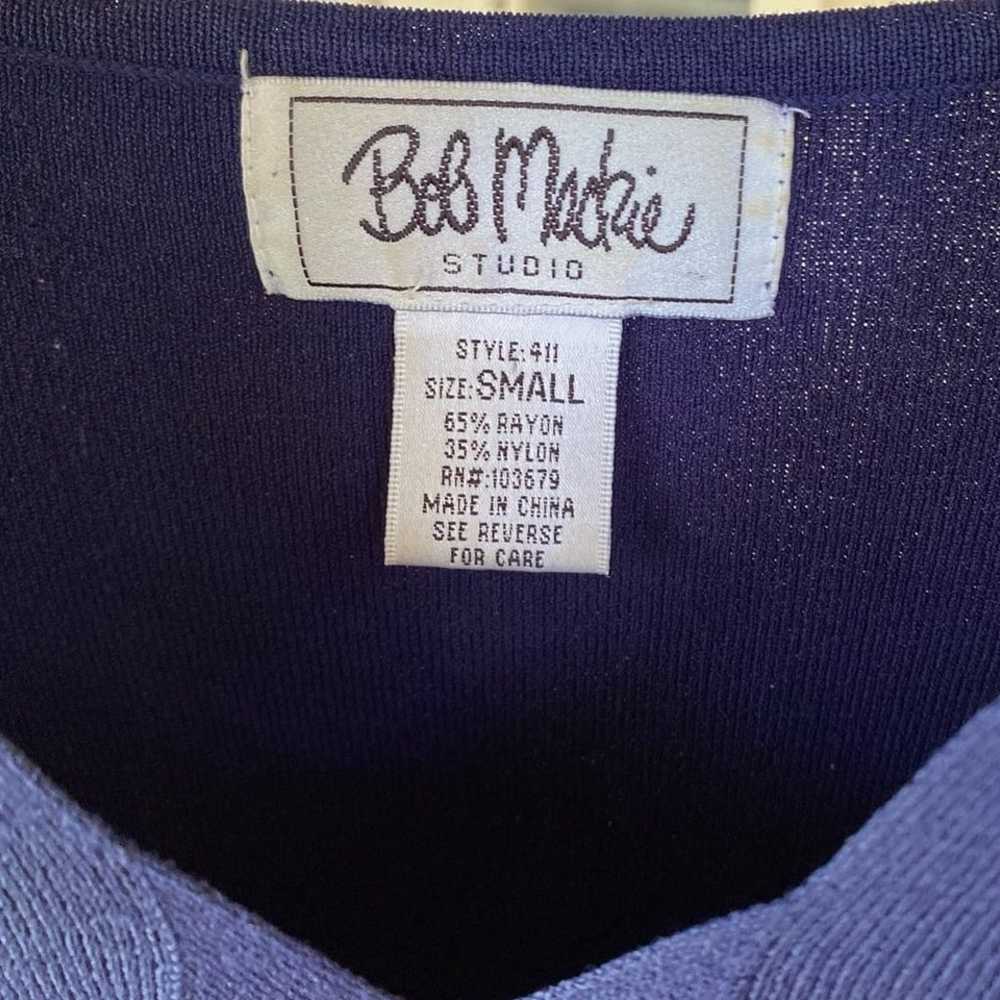 Bob Mackie
STUDIO
STYLE:411
SIZE:SMALL
65% RAYON
35% NYLON
RN#:103679
MADE IN CHINA
SEE REVERSE
FOR CARE